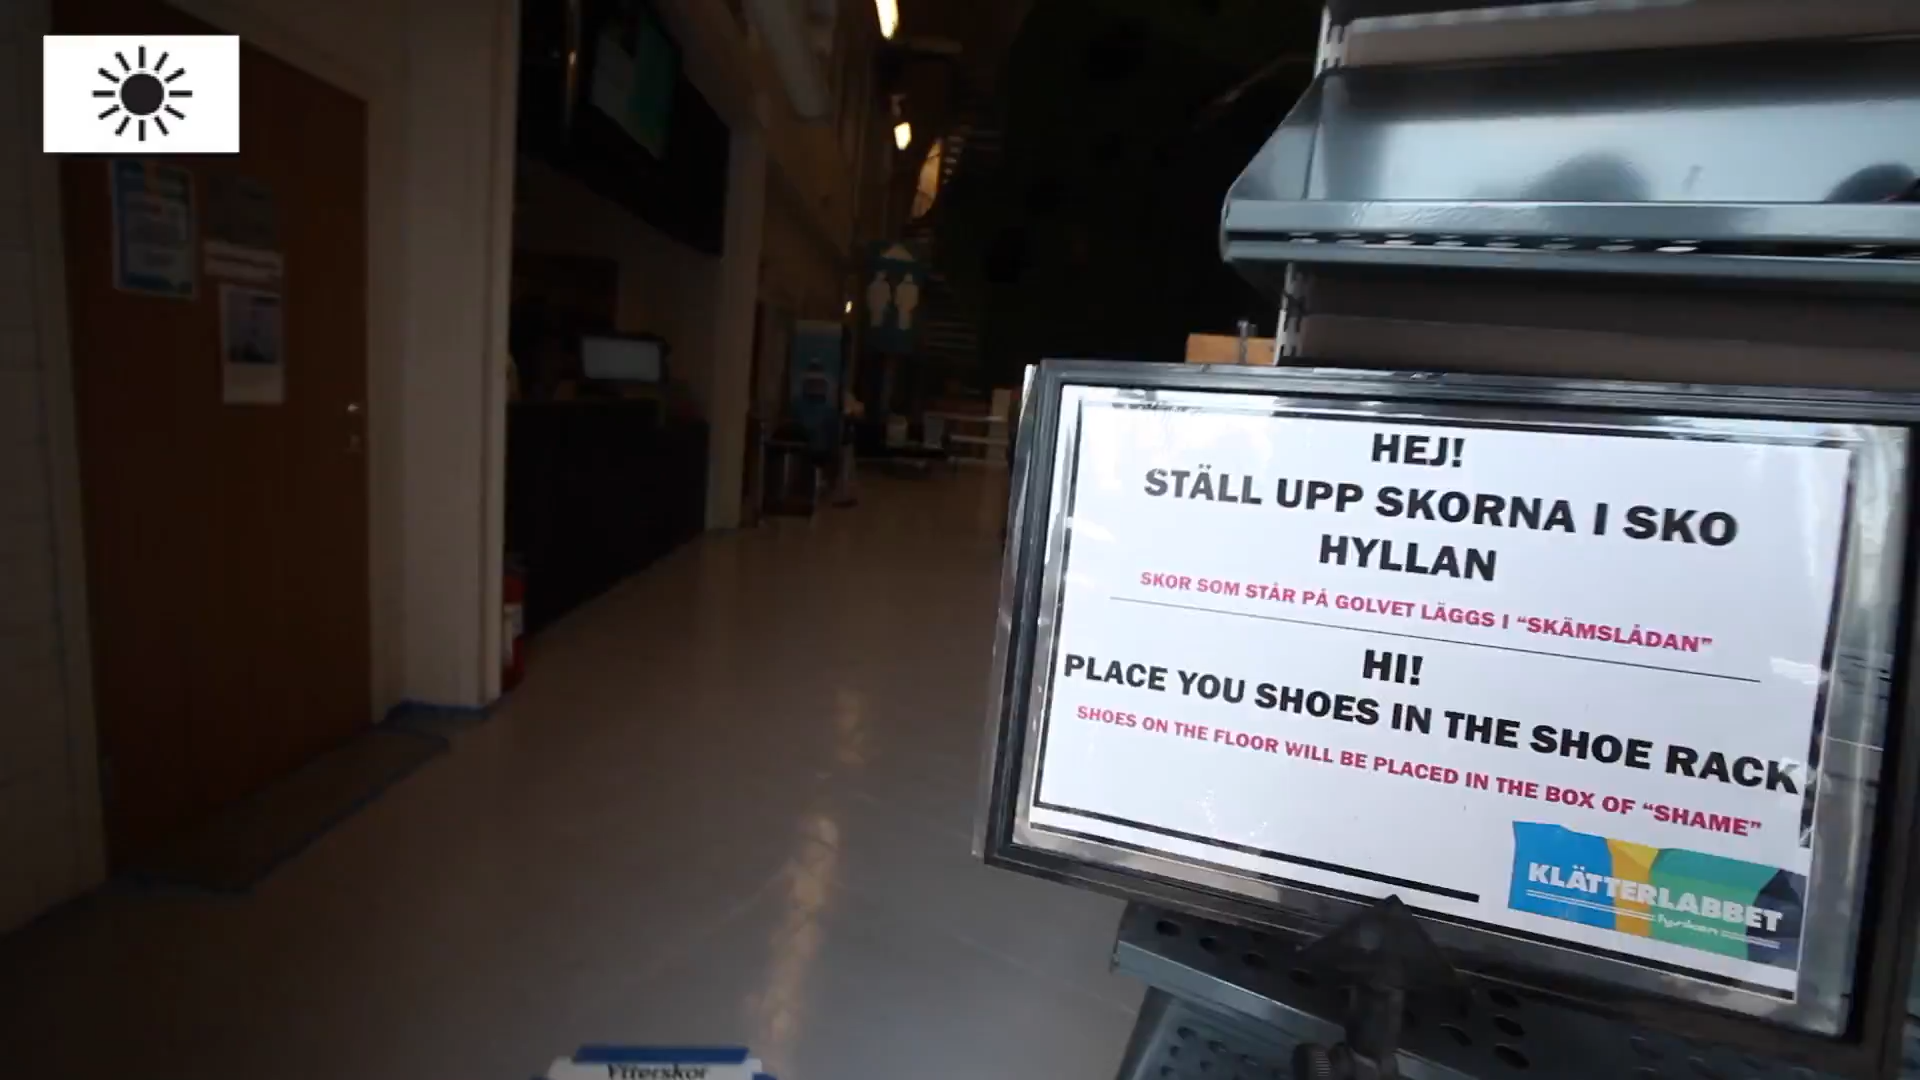 HEJ!
STÄLL UPP SKORNA I SKO
HYLLAN
SKOR SOM STÅR PÅ GOLVET LÄGGS I “SKÄMSLÅDAN”
HI!
PLACE YOU SHOES IN THE SHOE RACK
SHOES ON THE FLOOR WILL BE PLACED IN THE BOX OF “SHAME”
KLÄTTERLABBET
fyrisen
Ytterskor